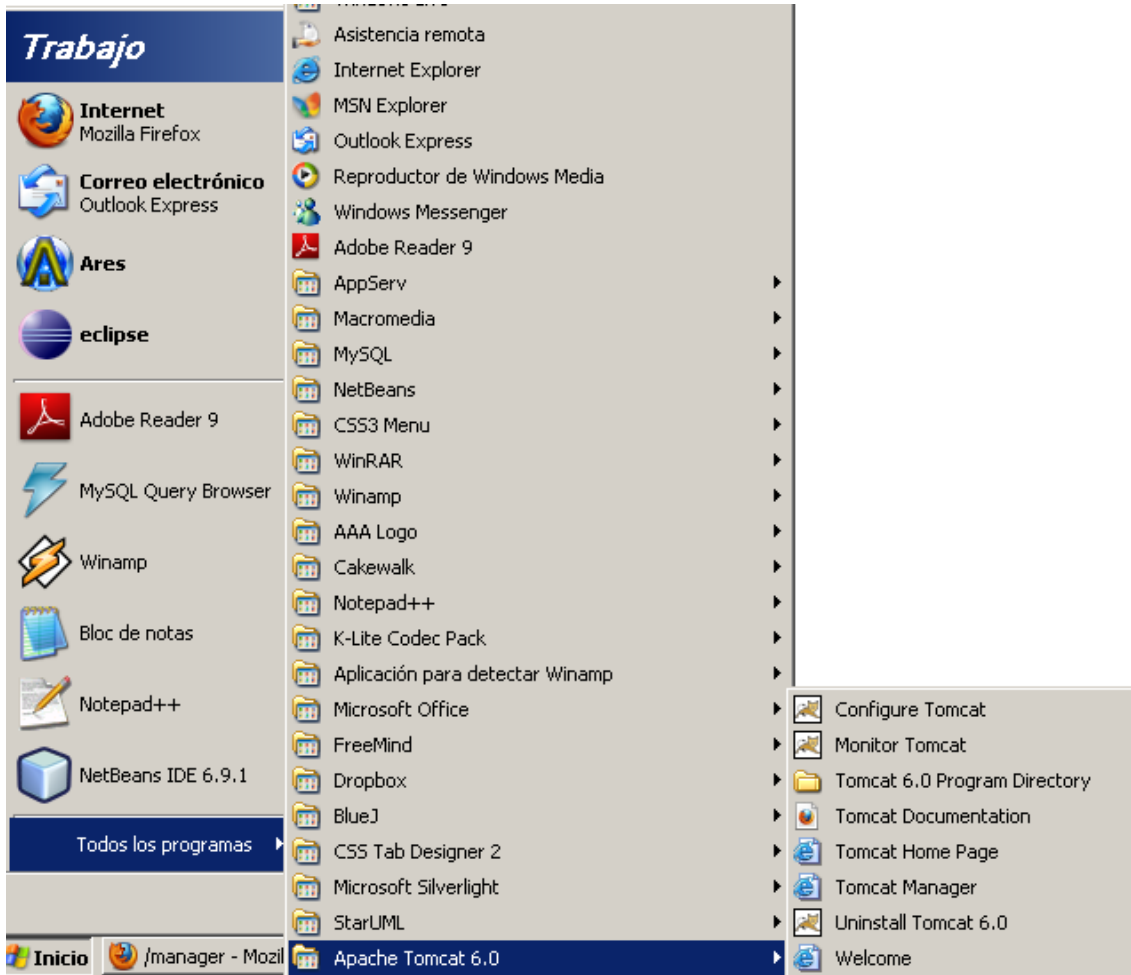 Trabajo
Internet
Mozilla Firefox
Correo electrónico
Outlook Express
Ares
eclipse
Adobe Reader 9
MySQL Query Browser
Winamp
Bloc de notas
Notepad++
NetBeans IDE 6.9.1
Todos los programas
Inicio
/manager - Mozil
Asistencia remota
Internet Explorer
MSN Explorer
Outlook Express
Reproductor de Windows Media
Windows Messenger
Adobe Reader 9
AppServ
Macromedia
MySQL
NetBeans
CSS3 Menu
WinRAR
Winamp
AAA Logo
Cakewalk
Notepad++
K-Lite Codec Pack
Aplicación para detectar Winamp
Microsoft Office
FreeMind
Dropbox
BlueJ
CSS Tab Designer 2
Microsoft Silverlight
StarUML
Apache Tomcat 6.0
Configure Tomcat
Monitor Tomcat
Tomcat 6.0 Program Directory
Tomcat Documentation
Tomcat Home Page
Tomcat Manager
Uninstall Tomcat 6.0
Welcome